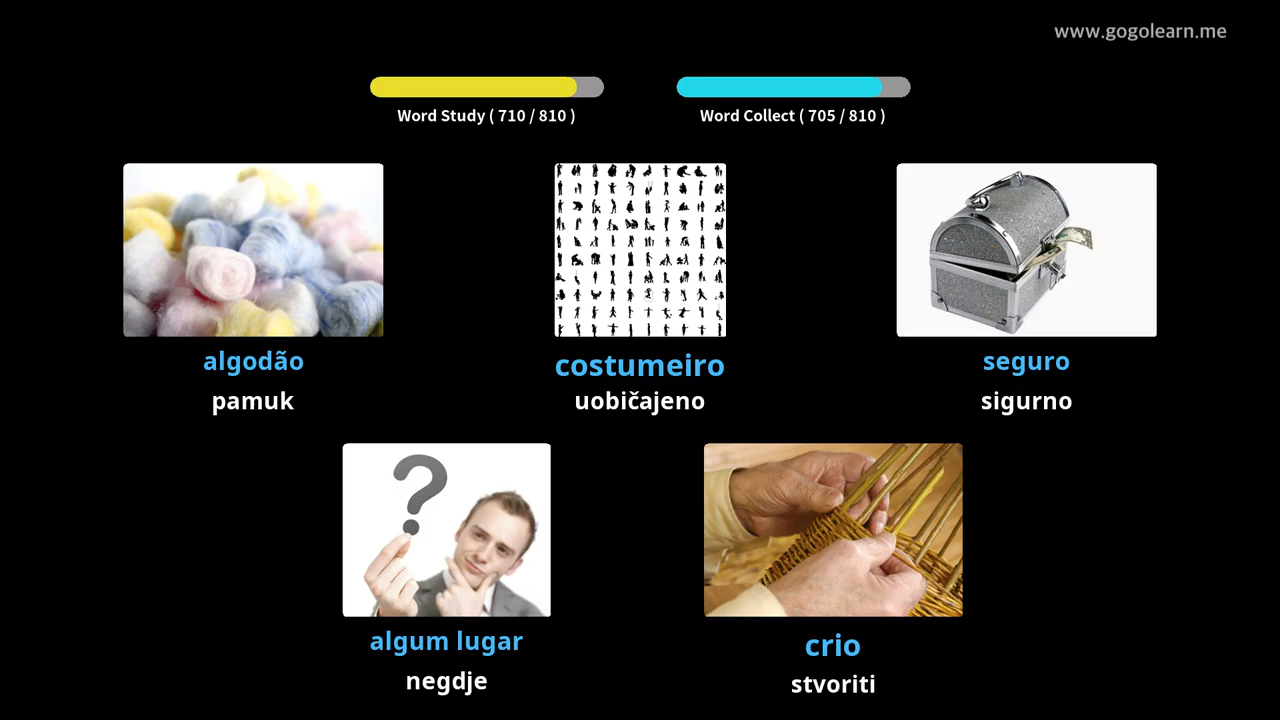 www.gogolearn.me
Word Study ( 710 / 810 )
Word Collect ( 705 / 810 )
algodão
pamuk
costumeiro
uobičajeno
seguro
sigurno
algum lugar
negdje
crio
stvoriti